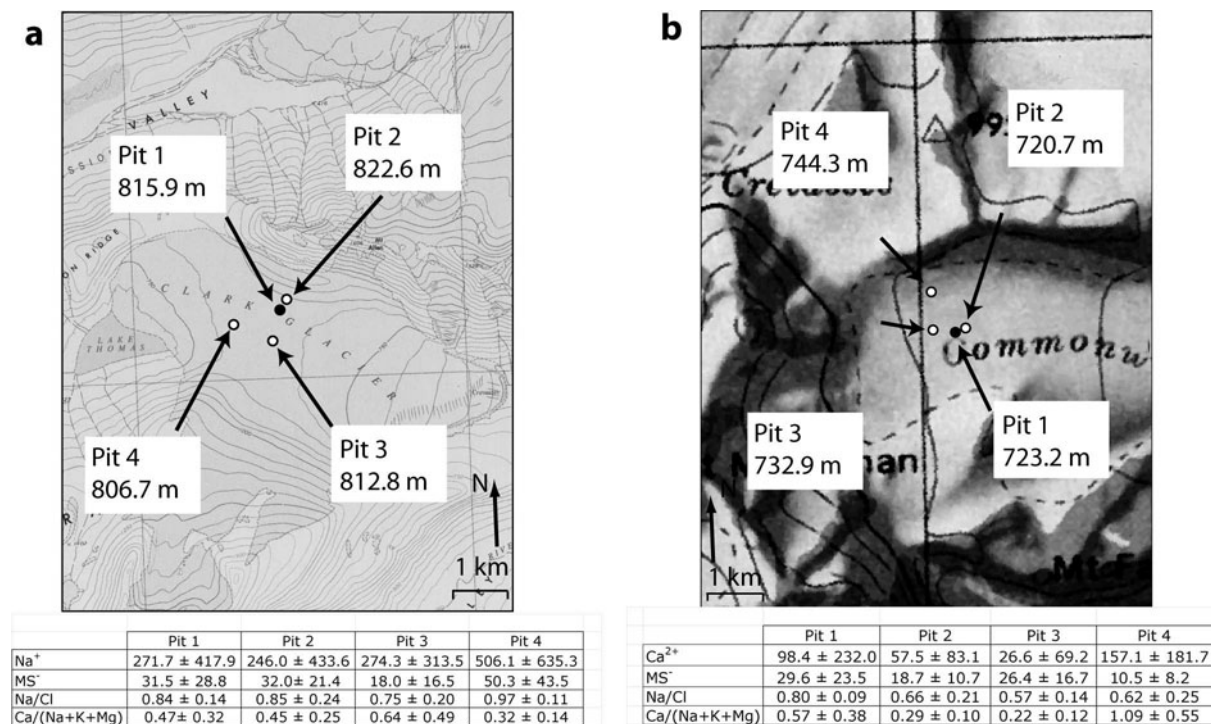 a
VALLEY
Pit 1
815.9 m
Pit 2
822.6 m
CLARK GLACIER
LAKE
THOMAS
Pit 4
806.7 m
Pit 3
812.8 m
N
1 km
Pit 1 Pit 2 Pit 3 Pit 4
Na⁺ 271.7 ± 417.9 246.0 ± 433.6 274.3 ± 313.5 506.1 ± 635.3
MS⁻ 31.5 ± 28.8 32.0± 21.4 18.0 ± 16.5 50.3 ± 43.5
Na/Cl 0.84 ± 0.14 0.85 ± 0.24 0.75 ± 0.20 0.97 ± 0.11
Ca/(Na+K+Mg) 0.47± 0.32 0.45 ± 0.25 0.64 ± 0.49 0.32 ± 0.14
b
Pit 4
744.3 m
Pit 2
720.7 m
Commonw
Pit 3
732.9 m
Pit 1
723.2 m
N
1 km
Pit 1 Pit 2 Pit 3 Pit 4
Ca²⁺ 98.4 ± 232.0 57.5 ± 83.1 26.6 ± 69.2 157.1 ± 181.7
MS⁻ 29.6 ± 23.5 18.7 ± 10.7 26.4 ± 16.7 10.5 ± 8.2
Na/Cl 0.80 ± 0.09 0.66 ± 0.21 0.57 ± 0.14 0.62 ± 0.25
Ca/(Na+K+Mg) 0.57 ± 0.38 0.29 ± 0.10 0.22 ± 0.12 1.09 ± 0.55